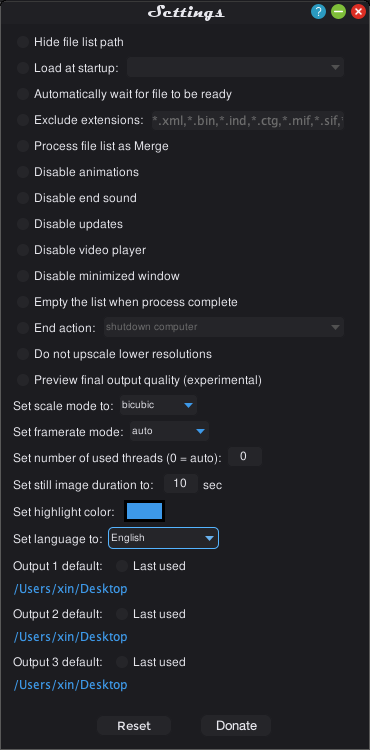 Settings
?
Hide file list path
Load at startup:
Automatically wait for file to be ready
Exclude extensions: *.xml,*.bin,*.ind,*.ctg,*.mif,*.sif,
Process file list as Merge
Disable animations
Disable end sound
Disable updates
Disable video player
Disable minimized window
Empty the list when process complete
End action: shutdown computer
Do not upscale lower resolutions
Preview final output quality (experimental)
Set scale mode to: bicubic
Set framerate mode: auto
Set number of used threads (0 = auto): 0
Set still image duration to: 10 sec
Set highlight color:
Set language to: English
Output 1 default: Last used
/Users/xin/Desktop
Output 2 default: Last used
/Users/xin/Desktop
Output 3 default: Last used
/Users/xin/Desktop
Reset Donate